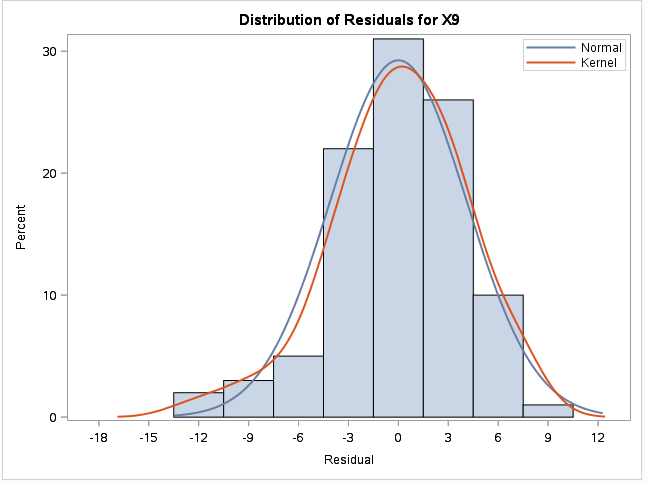 Distribution of Residuals for X9
Normal
Kernel
30
20
10
0
Percent
-18 -15 -12 -9 -6 -3 0 3 6 9 12
Residual